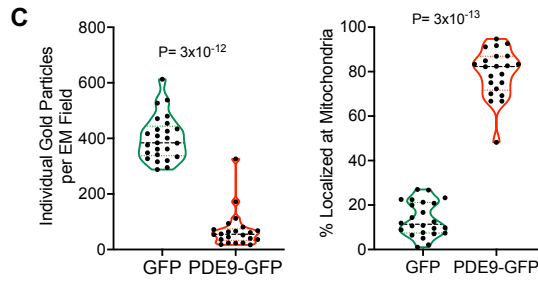 C
P= 3x10⁻¹²
Individual Gold Particles
per EM Field
800
600
400
200
0
GFP PDE9-GFP
P= 3x10⁻¹³
% Localized at Mitochondria
100
80
60
40
20
0
GFP PDE9-GFP